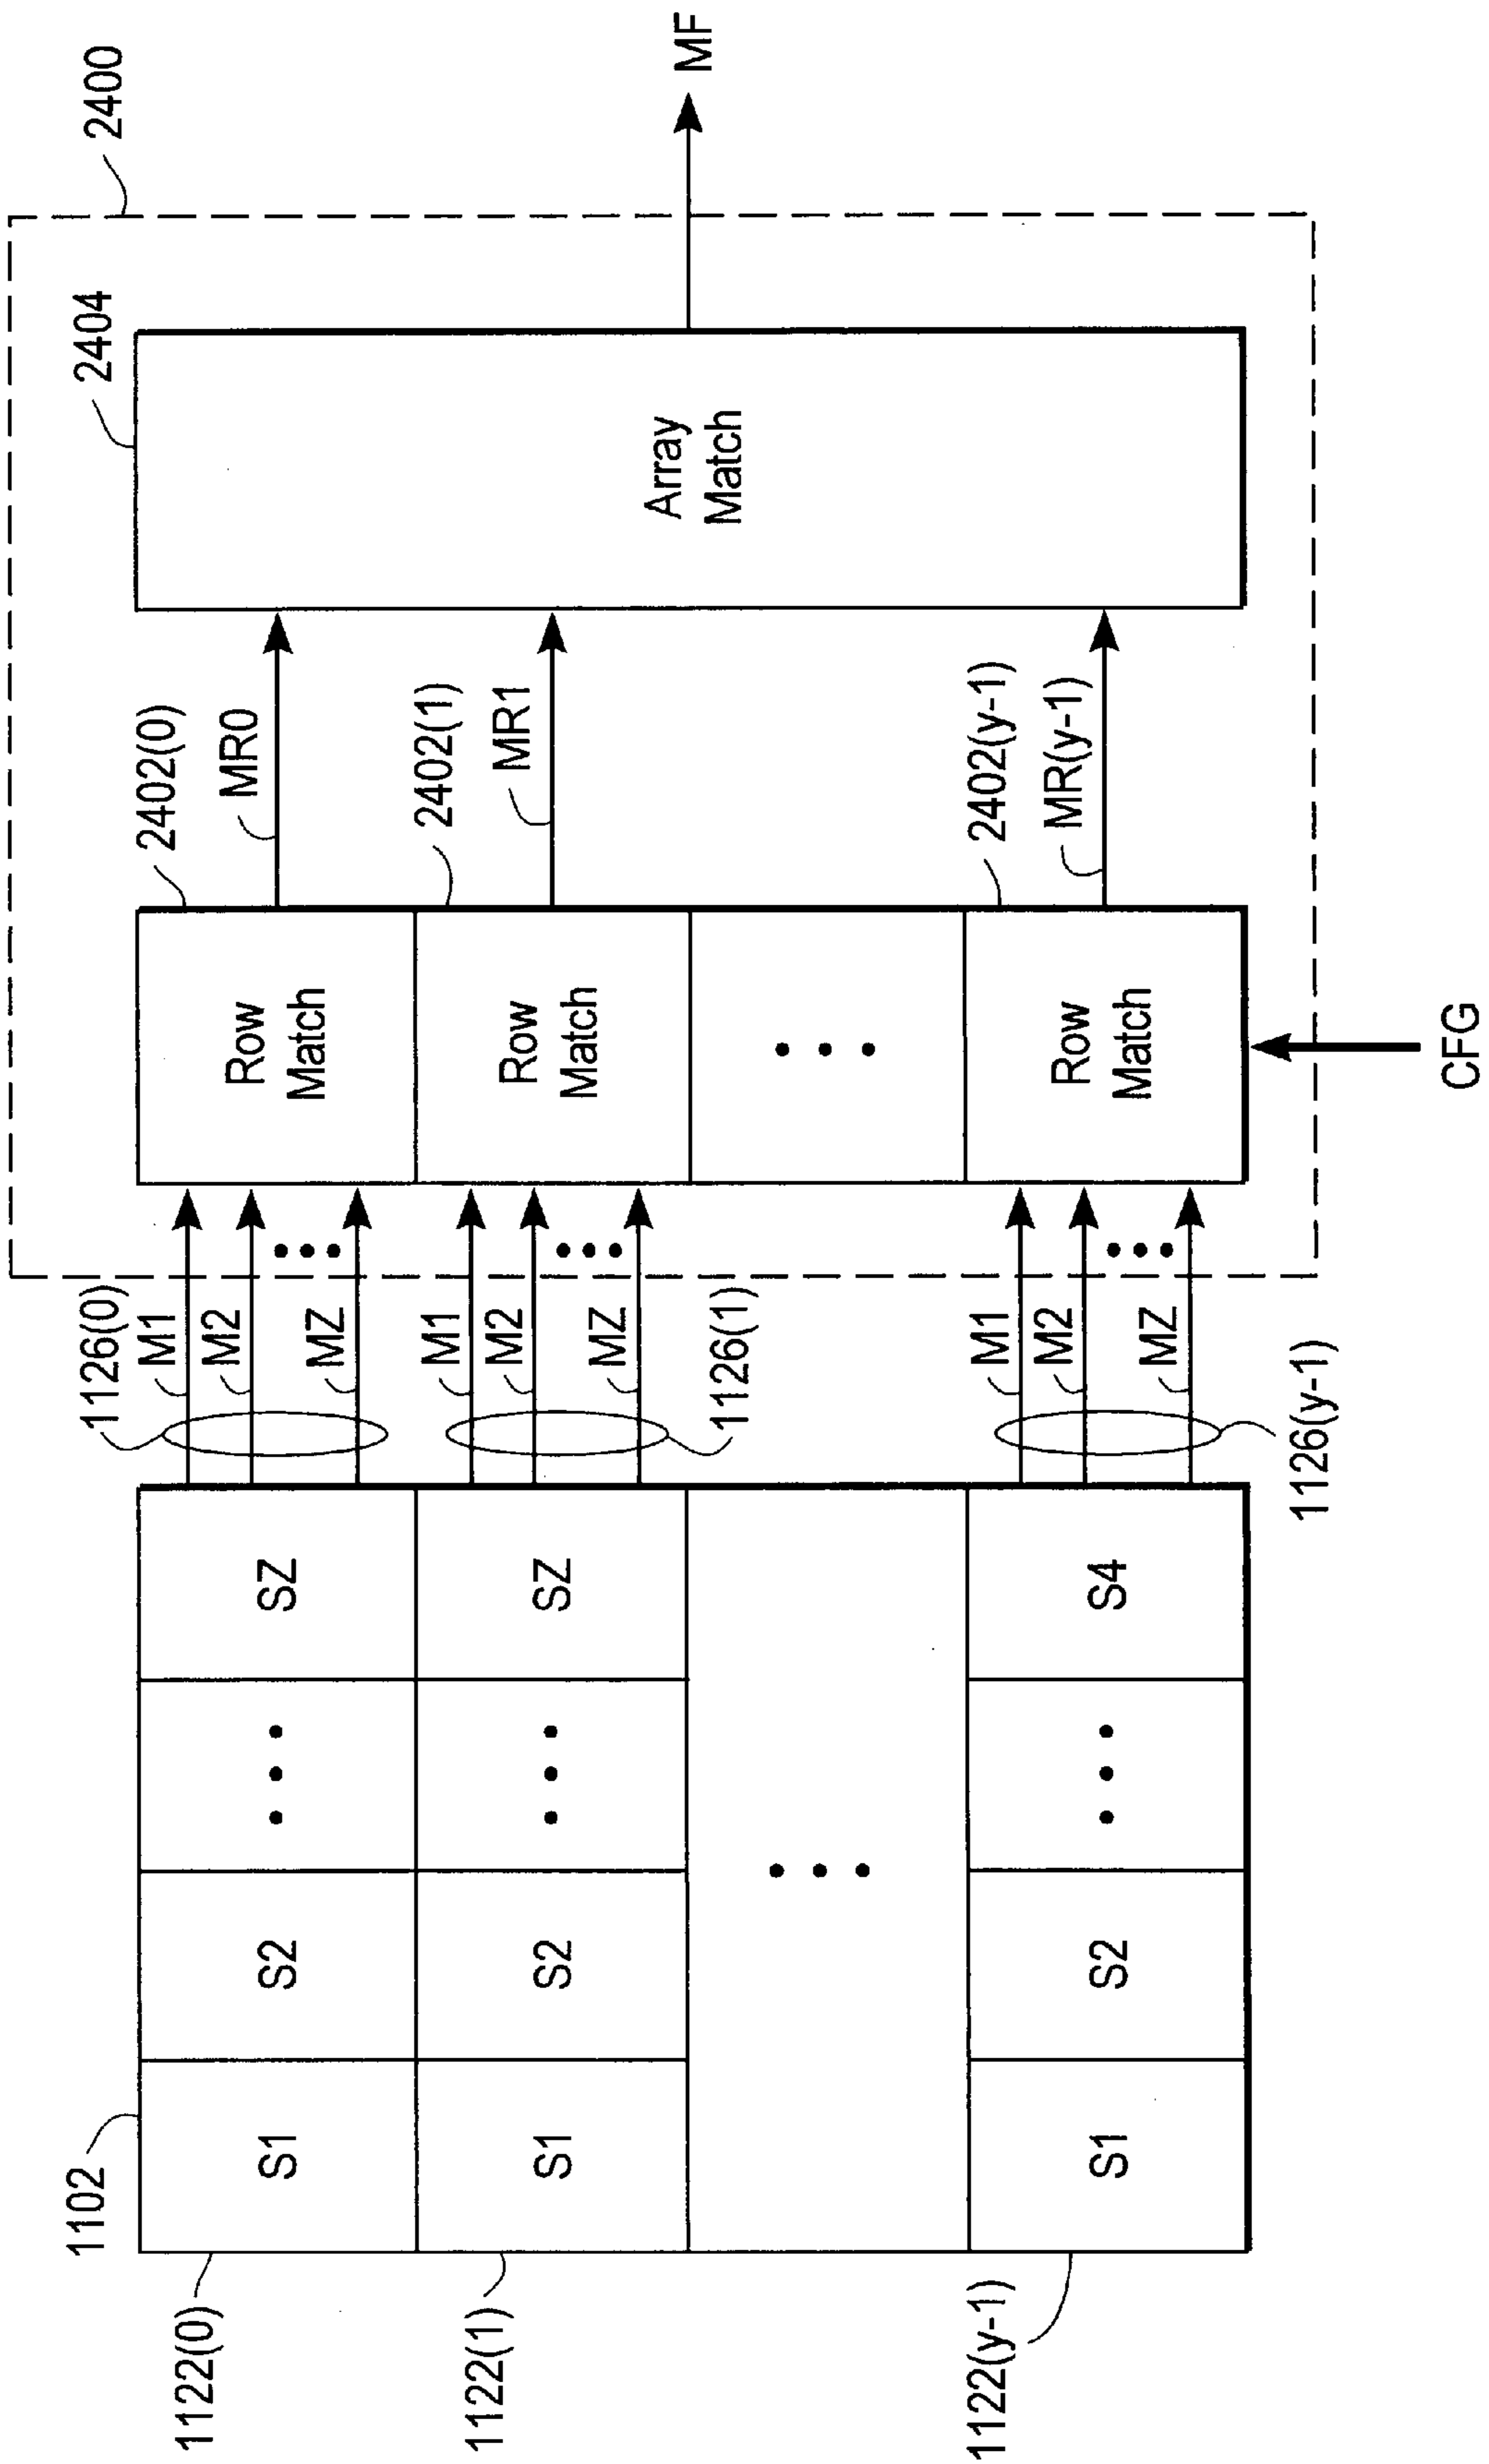 2400
2404
1102
1126(0)
2402(0)
1122(0)
S1
S2
SZ
M1
M2
MZ
Row
Match
MR0
1122(1)
S1
S2
SZ
M1
M2
MZ
1126(1)
Row
Match
2402(1)
MR1
Array
Match
MF
1122(y-1)
S1
S2
S4
M1
M2
MZ
1126(y-1)
Row
Match
2402(y-1)
MR(y-1)
CFG